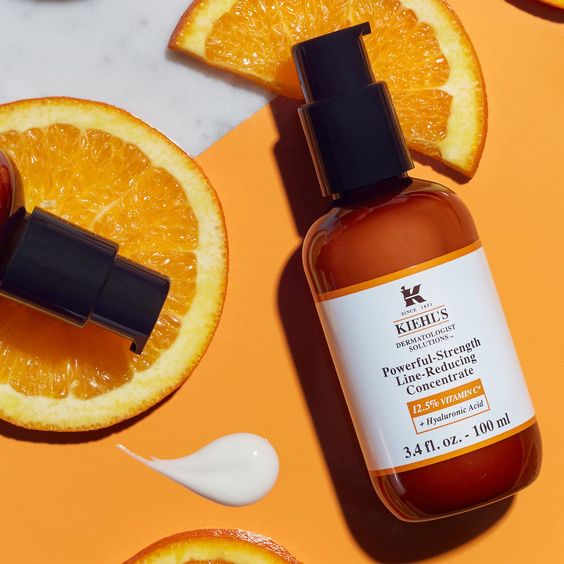 K
SINCE 1851
KIEHL'S
DERMATOLOGIST
SOLUTIONS™
Powerful-Strength
Line-Reducing
Concentrate
12.5% VITAMIN C*
+ Hyaluronic Acid
3.4 fl. oz. - 100 ml